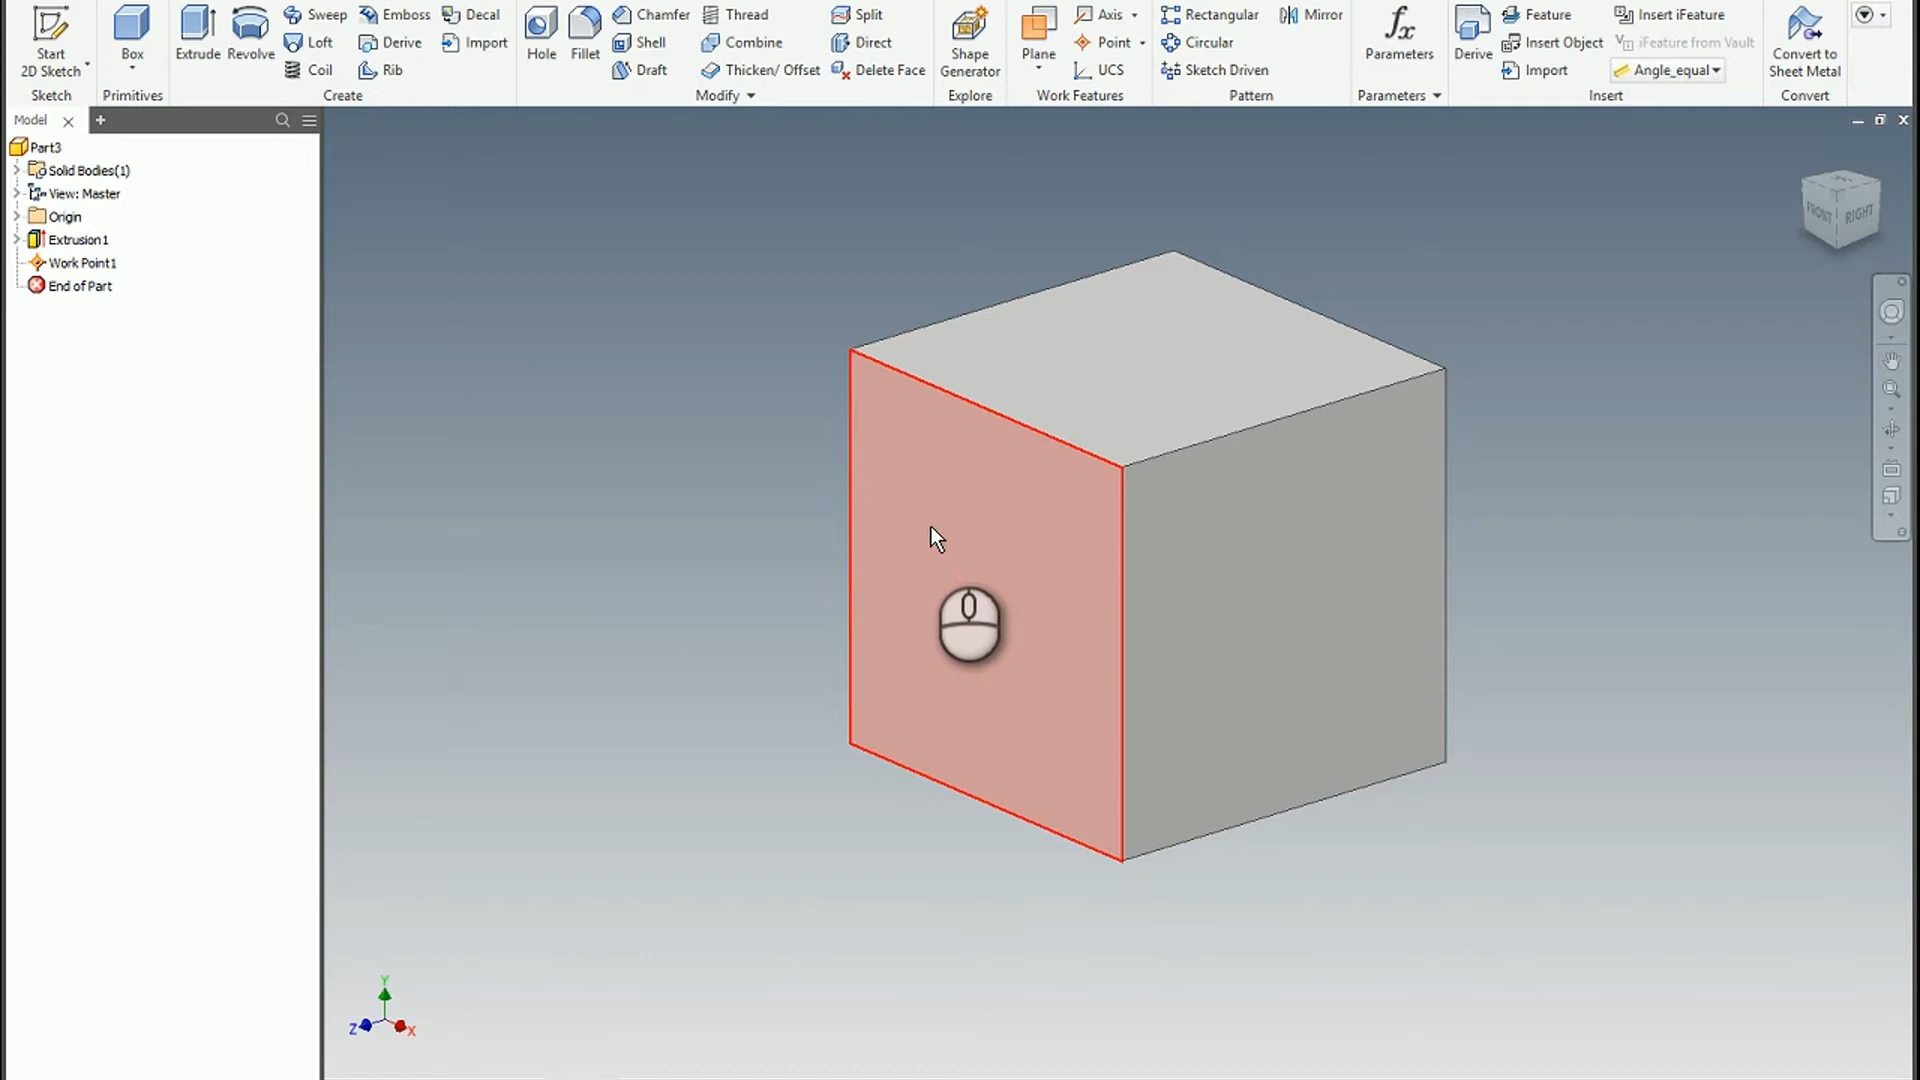 Start
2D Sketch
Sketch
Box
Primitives
Extrude
Revolve
Sweep
Loft
Coil
Emboss
Derive
Rib
Decal
Import
Create
Hole
Fillet
Chamfer
Shell
Draft
Thread
Combine
Thicken/ Offset
Split
Direct
Delete Face
Modify
Shape
Generator
Explore
Plane
Axis
Point
UCS
Work Features
Rectangular
Circular
Sketch Driven
Mirror
Pattern
fx
Parameters
Parameters
Derive
Feature
Insert Object
Import
Insert iFeature
iFeature from Vault
Angle_equal
Insert
Convert to
Sheet Metal
Convert
Model
Part3
Solid Bodies(1)
View: Master
Origin
Extrusion1
Work Point1
End of Part
FRONT
RIGHT
Y
Z
X